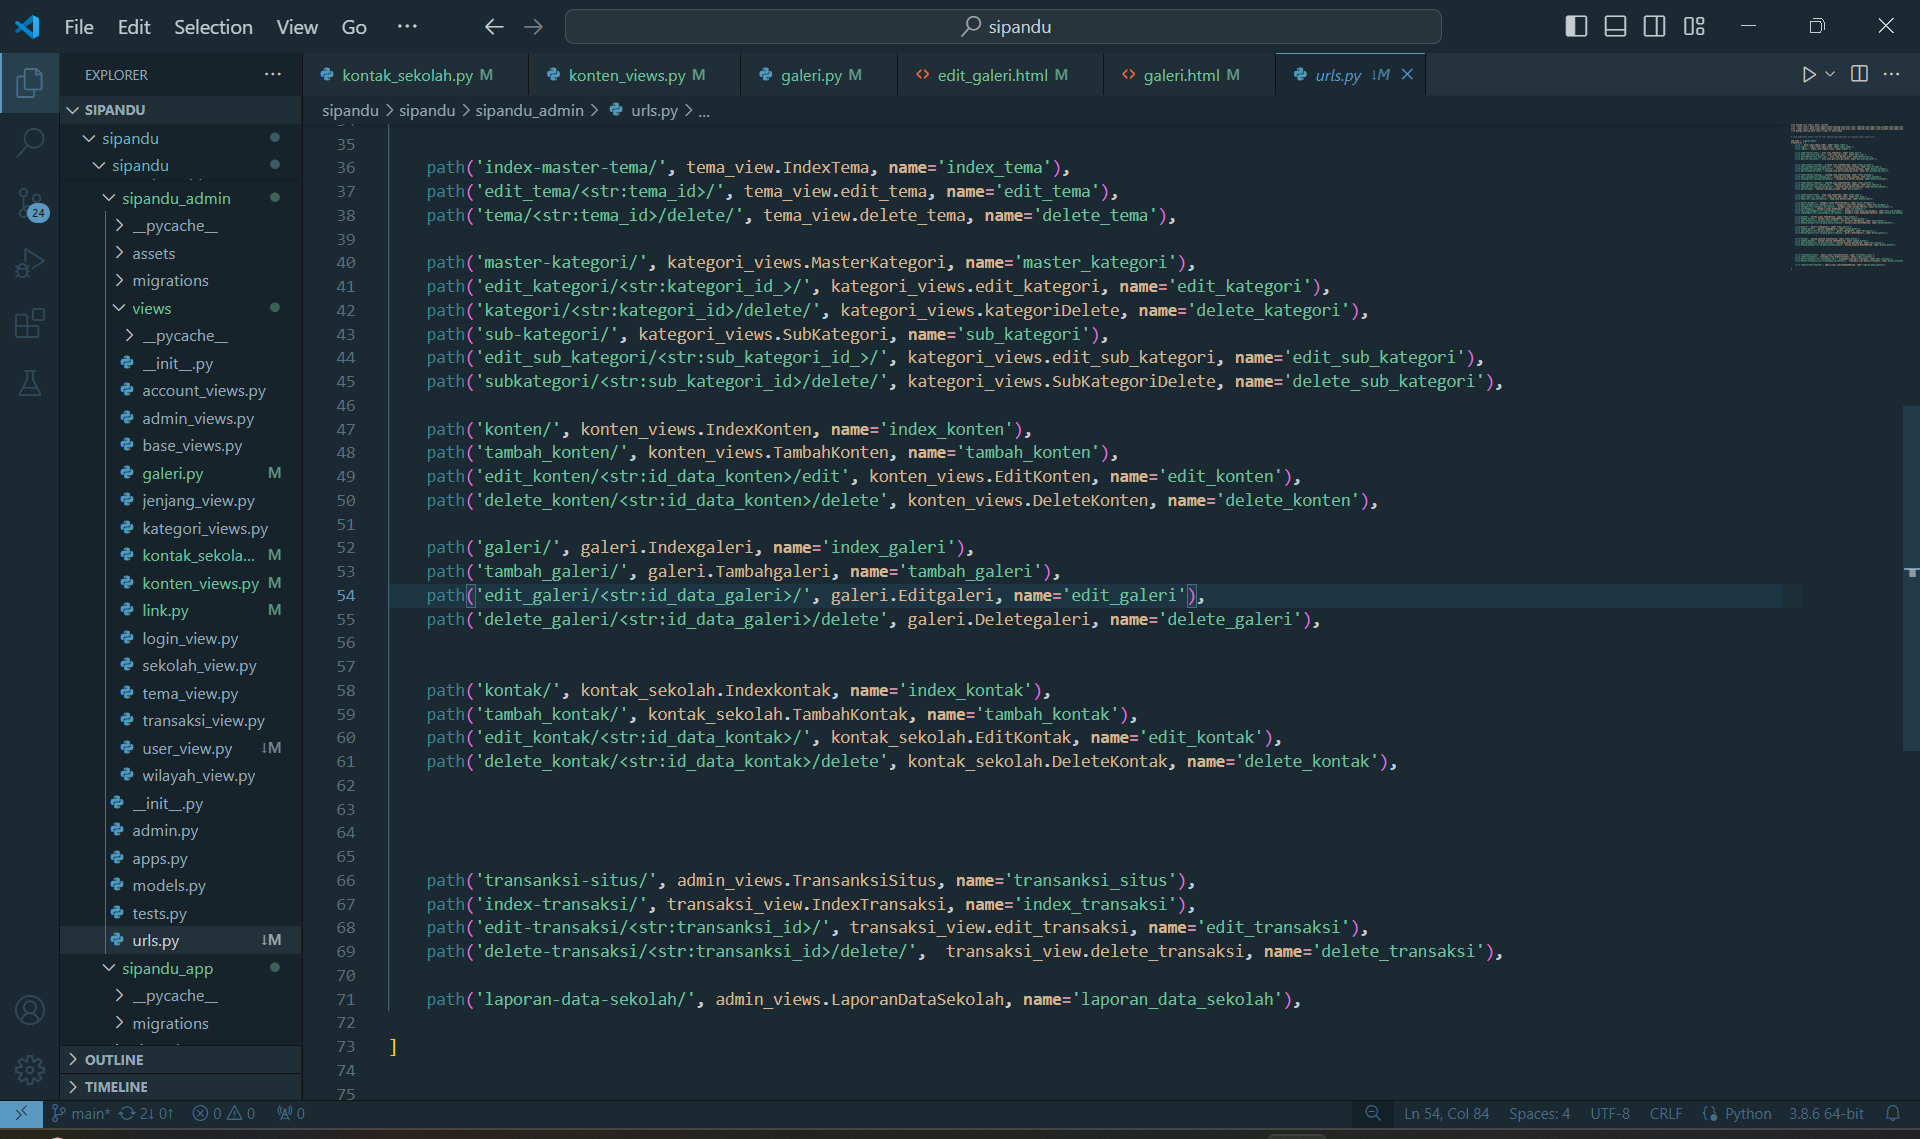 File Edit Selection View Go ··· sipandu
EXPLORER ···
SIPANDU
sipandu
sipandu
sipandu_admin
__pycache__
assets
migrations
views
__pycache__
__init__.py
account_views.py
admin_views.py
base_views.py
galeri.py M
jenjang_view.py
kategori_views.py
kontak_sekola... M
konten_views.py M
link.py M
login_view.py
sekolah_view.py
tema_view.py
transaksi_view.py
user_view.py ↓M
wilayah_view.py
__init__.py
admin.py
apps.py
models.py
tests.py
urls.py ↓M
sipandu_app
__pycache__
migrations
OUTLINE
TIMELINE
24
kontak_sekolah.py M konten_views.py M galeri.py M edit_galeri.html M galeri.html M urls.py ↓M
sipandu > sipandu > sipandu_admin > urls.py > ...
35
36 path('index-master-tema/', tema_view.IndexTema, name='index_tema'),
37 path('edit_tema/<str:tema_id>/', tema_view.edit_tema, name='edit_tema'),
38 path('tema/<str:tema_id>/delete/', tema_view.delete_tema, name='delete_tema'),
39
40 path('master-kategori/', kategori_views.MasterKategori, name='master_kategori'),
41 path('edit_kategori/<str:kategori_id_>/', kategori_views.edit_kategori, name='edit_kategori'),
42 path('kategori/<str:kategori_id>/delete/', kategori_views.kategoriDelete, name='delete_kategori'),
43 path('sub-kategori/', kategori_views.SubKategori, name='sub_kategori'),
44 path('edit_sub_kategori/<str:sub_kategori_id_>/', kategori_views.edit_sub_kategori, name='edit_sub_kategori'),
45 path('subkategori/<str:sub_kategori_id>/delete/', kategori_views.SubKategoriDelete, name='delete_sub_kategori'),
46
47 path('konten/', konten_views.IndexKonten, name='index_konten'),
48 path('tambah_konten/', konten_views.TambahKonten, name='tambah_konten'),
49 path('edit_konten/<str:id_data_konten>/edit', konten_views.EditKonten, name='edit_konten'),
50 path('delete_konten/<str:id_data_konten>/delete', konten_views.DeleteKonten, name='delete_konten'),
51
52 path('galeri/', galeri.Indexgaleri, name='index_galeri'),
53 path('tambah_galeri/', galeri.Tambahgaleri, name='tambah_galeri'),
54 path('edit_galeri/<str:id_data_galeri>/', galeri.Editgaleri, name='edit_galeri'),
55 path('delete_galeri/<str:id_data_galeri>/delete', galeri.Deletegaleri, name='delete_galeri'),
56
57
58 path('kontak/', kontak_sekolah.Indexkontak, name='index_kontak'),
59 path('tambah_kontak/', kontak_sekolah.TambahKontak, name='tambah_kontak'),
60 path('edit_kontak/<str:id_data_kontak>/', kontak_sekolah.EditKontak, name='edit_kontak'),
61 path('delete_kontak/<str:id_data_kontak>/delete', kontak_sekolah.DeleteKontak, name='delete_kontak'),
62
63
64
65
66 path('transanksi-situs/', admin_views.TransanksiSitus, name='transanksi_situs'),
67 path('index-transaksi/', transaksi_view.IndexTransaksi, name='index_transaksi'),
68 path('edit-transaksi/<str:transanksi_id>/', transaksi_view.edit_transaksi, name='edit_transaksi'),
69 path('delete-transaksi/<str:transanksi_id>/delete/', transaksi_view.delete_transaksi, name='delete_transaksi'),
70
71 path('laporan-data-sekolah/', admin_views.LaporanDataSekolah, name='laporan_data_sekolah'),
72
73 ]
74
75
main* 2↓ 0↑ 0 0 0 Ln 54, Col 84 Spaces: 4 UTF-8 CRLF Python 3.8.6 64-bit